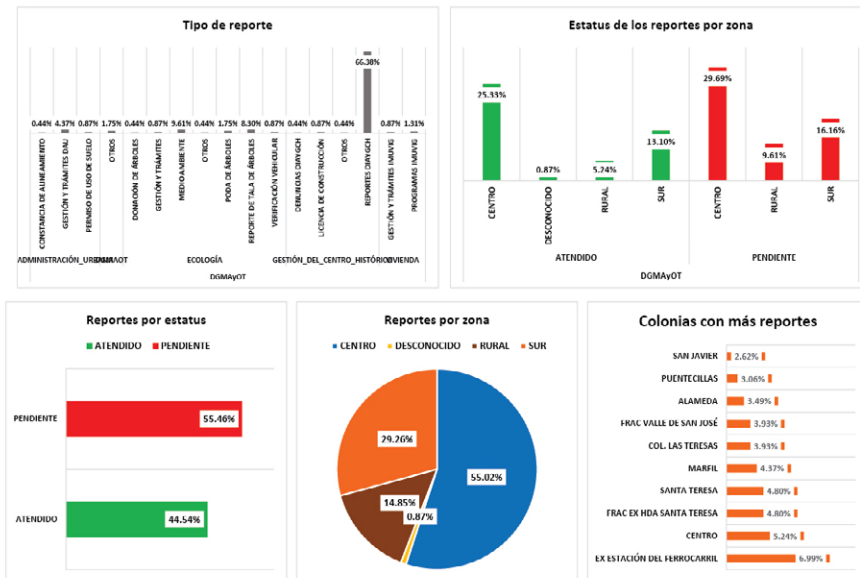 Tipo de reporte
66.38%
0.44% 4.37% 0.87% 1.75% 0.44% 0.87% 9.61% 0.44% 1.75% 8.30% 0.87% 0.44% 0.87% 0.44% 0.87% 1.31%
CONSTANCIA DE ALINEAMIENTO
GESTIÓN Y TRÁMITES DAU
PERMISO DE USO DE SUELO
OTROS
DONACIÓN DE ÁRBOLES
GESTIÓN Y TRÁMITES
MEDIO AMBIENTE
OTROS
PODA DE ÁRBOLES
REPORTE DE TALA DE ÁRBOLES
VERIFICACIÓN VEHICULAR
DENUNCIAS DIMYGCH
LICENCIA DE CONSTRUCCIÓN
OTROS
REPORTES DIMYGCH
GESTIÓN Y TRÁMITES IMUVIG
PROGRAMAS IMUVIG
ECOLOGÍA
GESTIÓN_DEL_CENTRO_HISTÓRICO
VIVIENDA
DGMAyOT
Estatus de los reportes por zona
25.33%
0.87%
5.24%
13.10%
29.69%
9.61%
16.16%
CENTRO
DESCONOCIDO
RURAL
SUR
CENTRO
RURAL
SUR
ATENDIDO
PENDIENTE
DGMAyOT
Reportes por estatus
ATENDIDO PENDIENTE
PENDIENTE 55.46%
ATENDIDO 44.54%
Reportes por zona
CENTRO DESCONOCIDO RURAL SUR
29.26%
55.02%
14.85%
0.87%
Colonias con más reportes
SAN JAVIER 2.62%
PUENTECILLAS 3.06%
ALAMEDA 3.49%
FRAC VALLE DE SAN JOSÉ 3.93%
COL. LAS TERESAS 3.93%
MARFIL 4.37%
SANTA TERESA 4.80%
FRAC EX HDA SANTA TERESA 4.80%
CENTRO 5.24%
EX ESTACIÓN DEL FERROCARRIL 6.99%